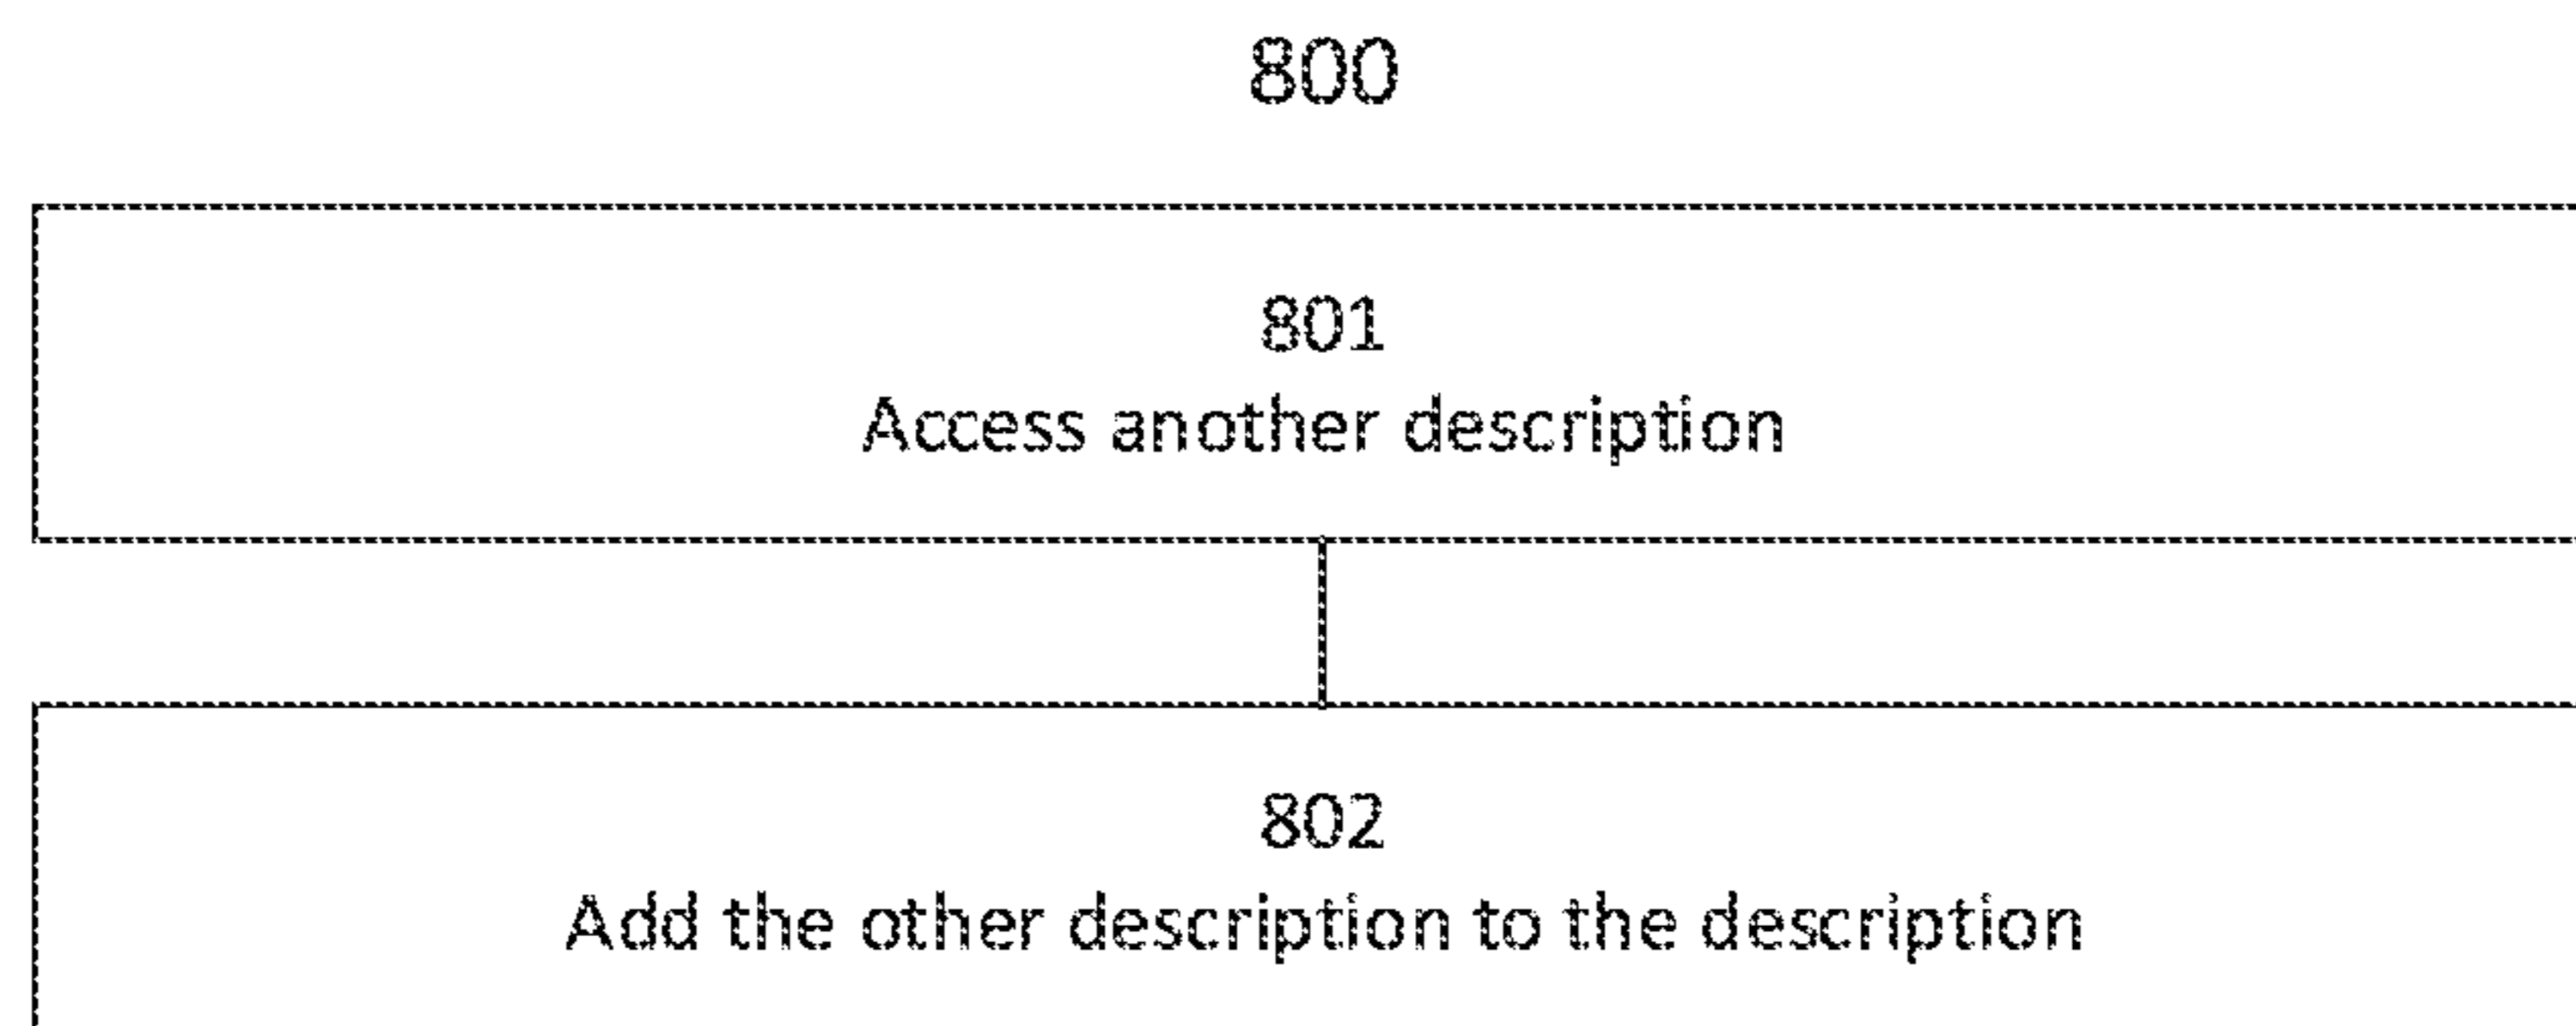 800
801
Access another description
802
Add the other description to the description